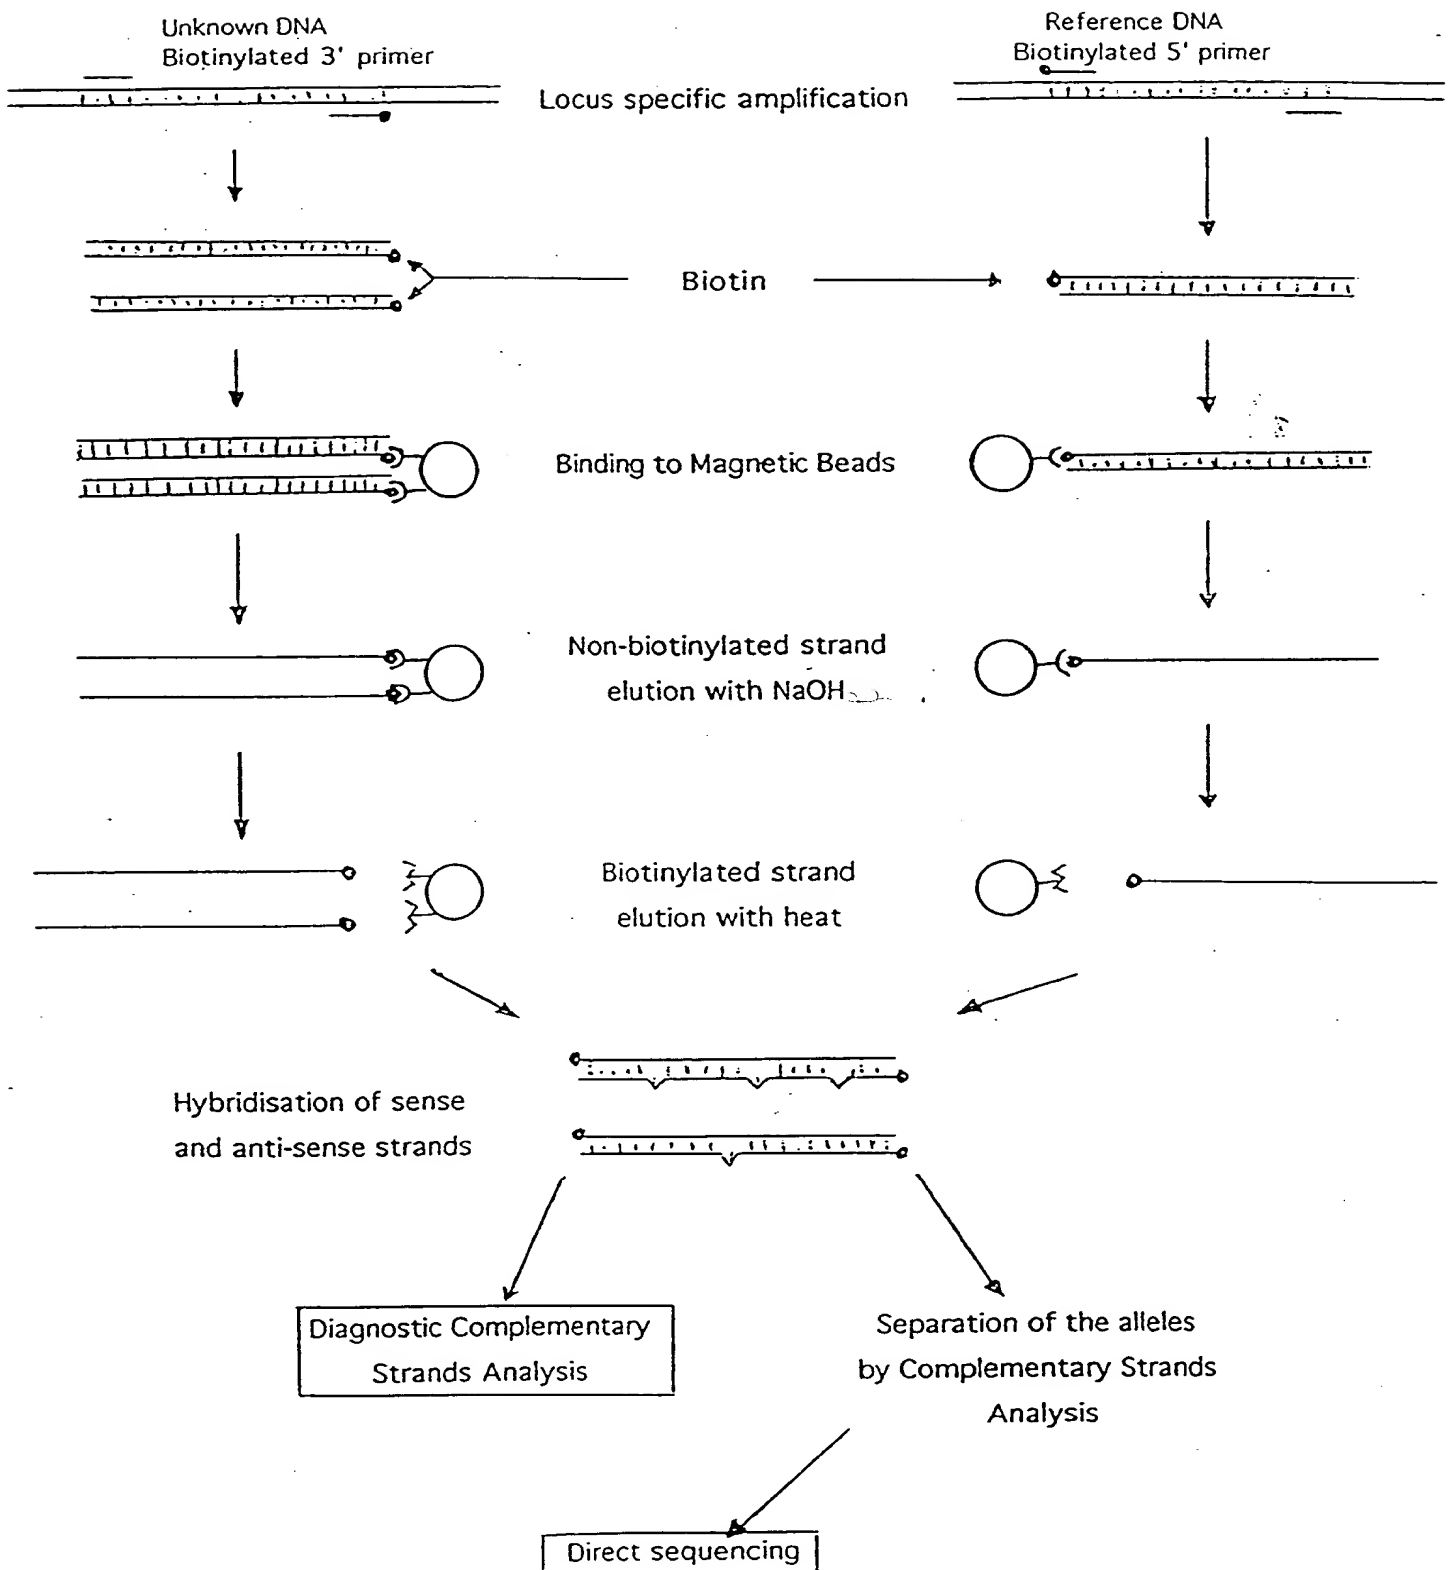 Unknown DNA
Biotinylated 3' primer
Reference DNA
Biotinylated 5' primer
Locus specific amplification
Biotin
Binding to Magnetic Beads
Non-biotinylated strand
elution with NaOH
Biotinylated strand
elution with heat
Hybridisation of sense
and anti-sense strands
Diagnostic Complementary
Strands Analysis
Separation of the alleles
by Complementary Strands
Analysis
Direct sequencing